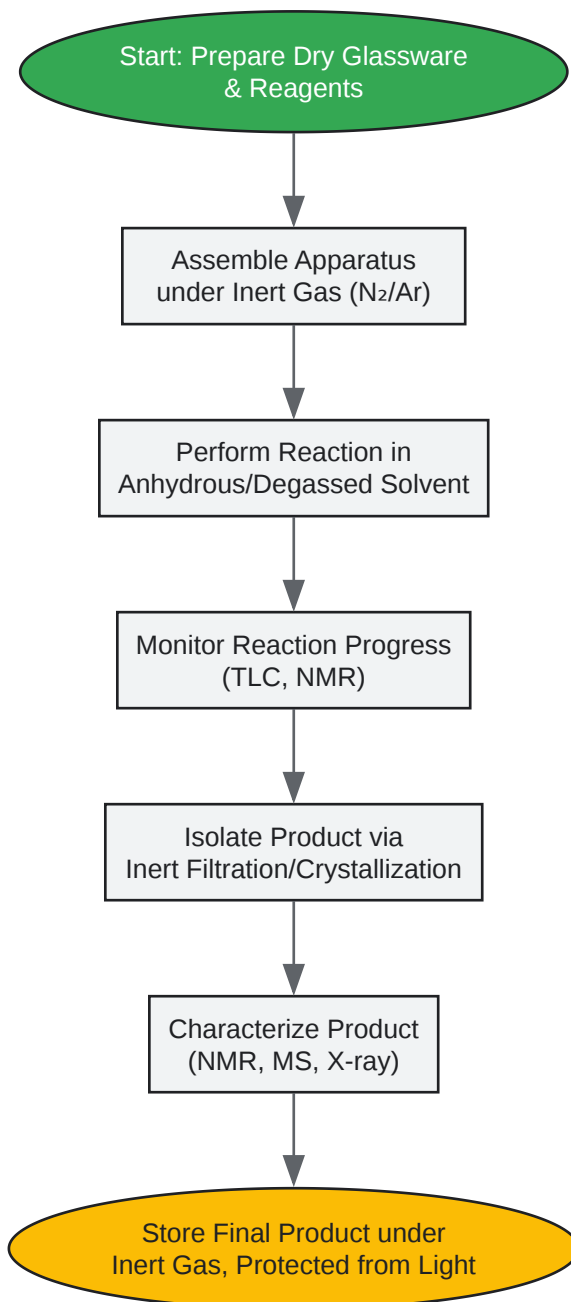 Start: Prepare Dry Glassware
& Reagents
Assemble Apparatus
under Inert Gas (N₂/Ar)
Perform Reaction in
Anhydrous/Degassed Solvent
Monitor Reaction Progress
(TLC, NMR)
Isolate Product via
Inert Filtration/Crystallization
Characterize Product
(NMR, MS, X-ray)
Store Final Product under
Inert Gas, Protected from Light